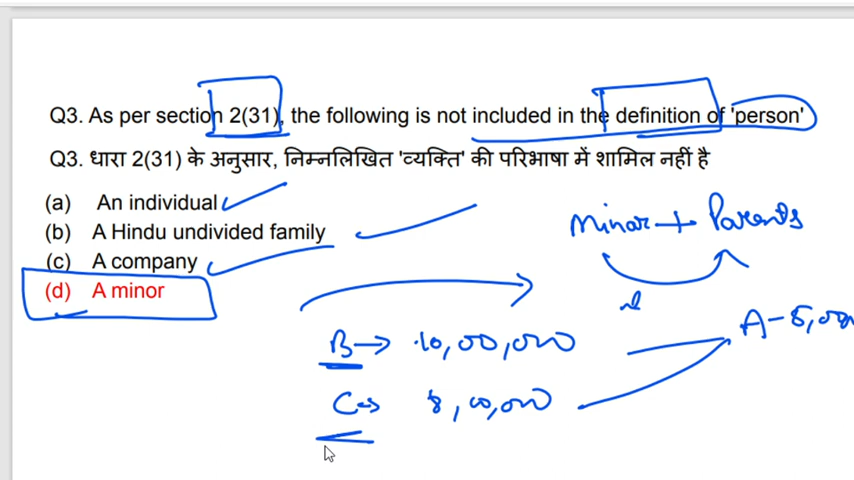 Q3. As per section 2(31), the following is not included in the definition of 'person'
Q3. धारा 2(31) के अनुसार, निम्नलिखित 'व्यक्ति' की परिभाषा में शामिल नहीं है
(a) An individual
(b) A Hindu undivided family
(c) A company
(d) A minor
Minor + Parents
B → 10,00,000
C → 8,00,000